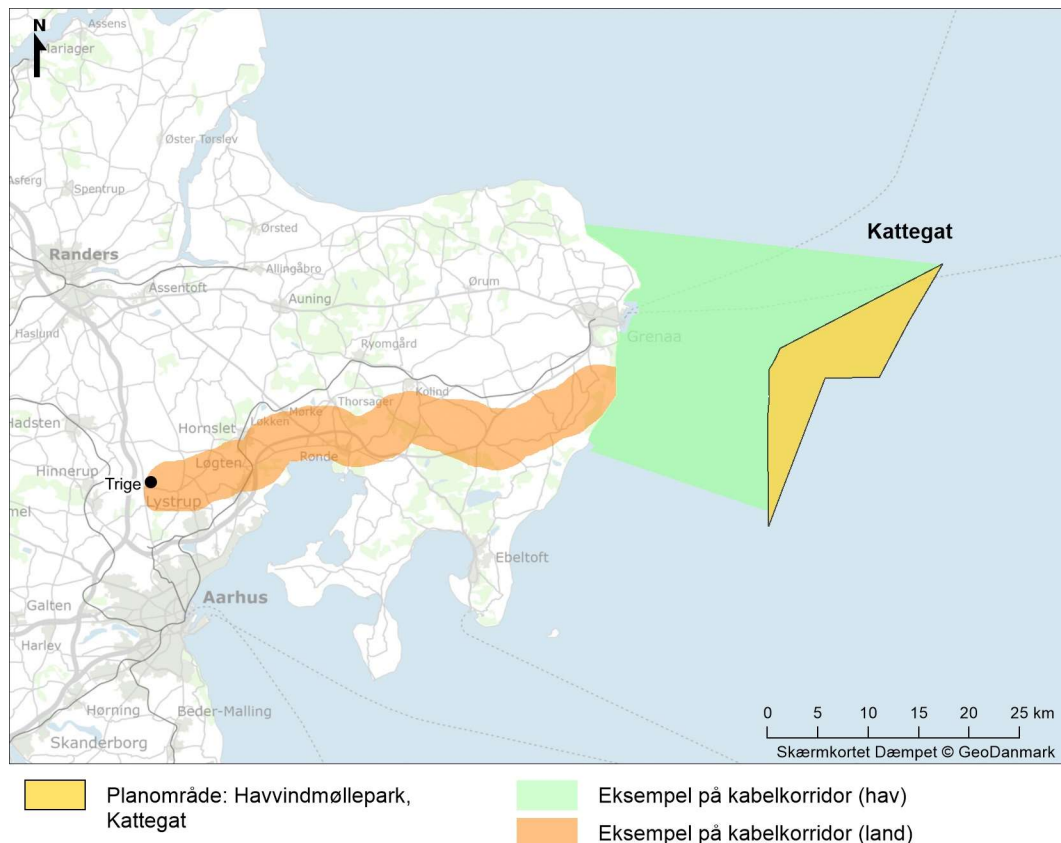 N
Assens
Mariager
Øster Tørslev
Asferg
Spentrup
Ørsted
Kattegat
Randers
Allingåbro
Assentoft
Ørum
Auning
Grenaa
Haslund
Ryomgård
Kolind
Thorsager
Mørke
Hadsten
Hornslet
Løkken
Rønde
Hinnerup
Løgten
Trige
Lystrup
mel
Ebeltoft
Galten
Aarhus
Harlev
Hørning
Beder-Malling
Skanderborg
0 5 10 15 20 25 km
Skærmkortet Dæmpet © GeoDanmark
Planområde: Havvindmøllepark,
Kattegat
Eksempel på kabelkorridor (hav)
Eksempel på kabelkorridor (land)